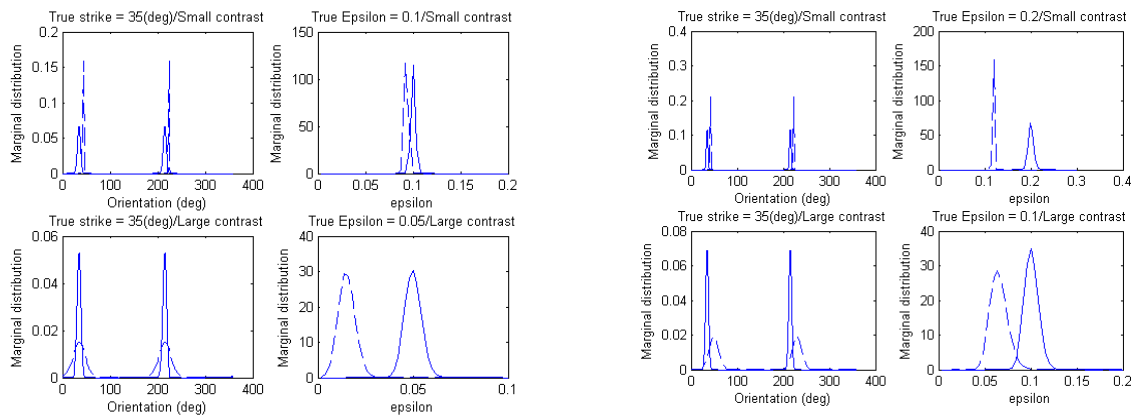 True strike = 35(deg)/Small contrast
0.2
0.15
0.1
0.05
0
Marginal distribution
0 100 200 300 400
Orientation (deg)
True Epsilon = 0.1/Small contrast
150
100
50
0
Marginal distribution
0 0.05 0.1 0.15 0.2
epsilon
True strike = 35(deg)/Large contrast
0.06
0.04
0.02
0
Marginal distribution
0 100 200 300 400
Orientation (deg)
True Epsilon = 0.05/Large contrast
40
30
20
10
0
Marginal distribution
0 0.05 0.1
epsilon
True strike = 35(deg)/Small contrast
0.4
0.3
0.2
0.1
0
Marginal distribution
0 100 200 300 400
Orientation (deg)
True Epsilon = 0.2/Small contrast
200
150
100
50
0
Marginal distribution
0 0.1 0.2 0.3 0.4
epsilon
True strike = 35(deg)/Large contrast
0.08
0.06
0.04
0.02
0
Marginal distribution
0 100 200 300 400
Orientation (deg)
True Epsilon = 0.1/Large contrast
40
30
20
10
0
Marginal distribution
0 0.05 0.1 0.15 0.2
epsilon